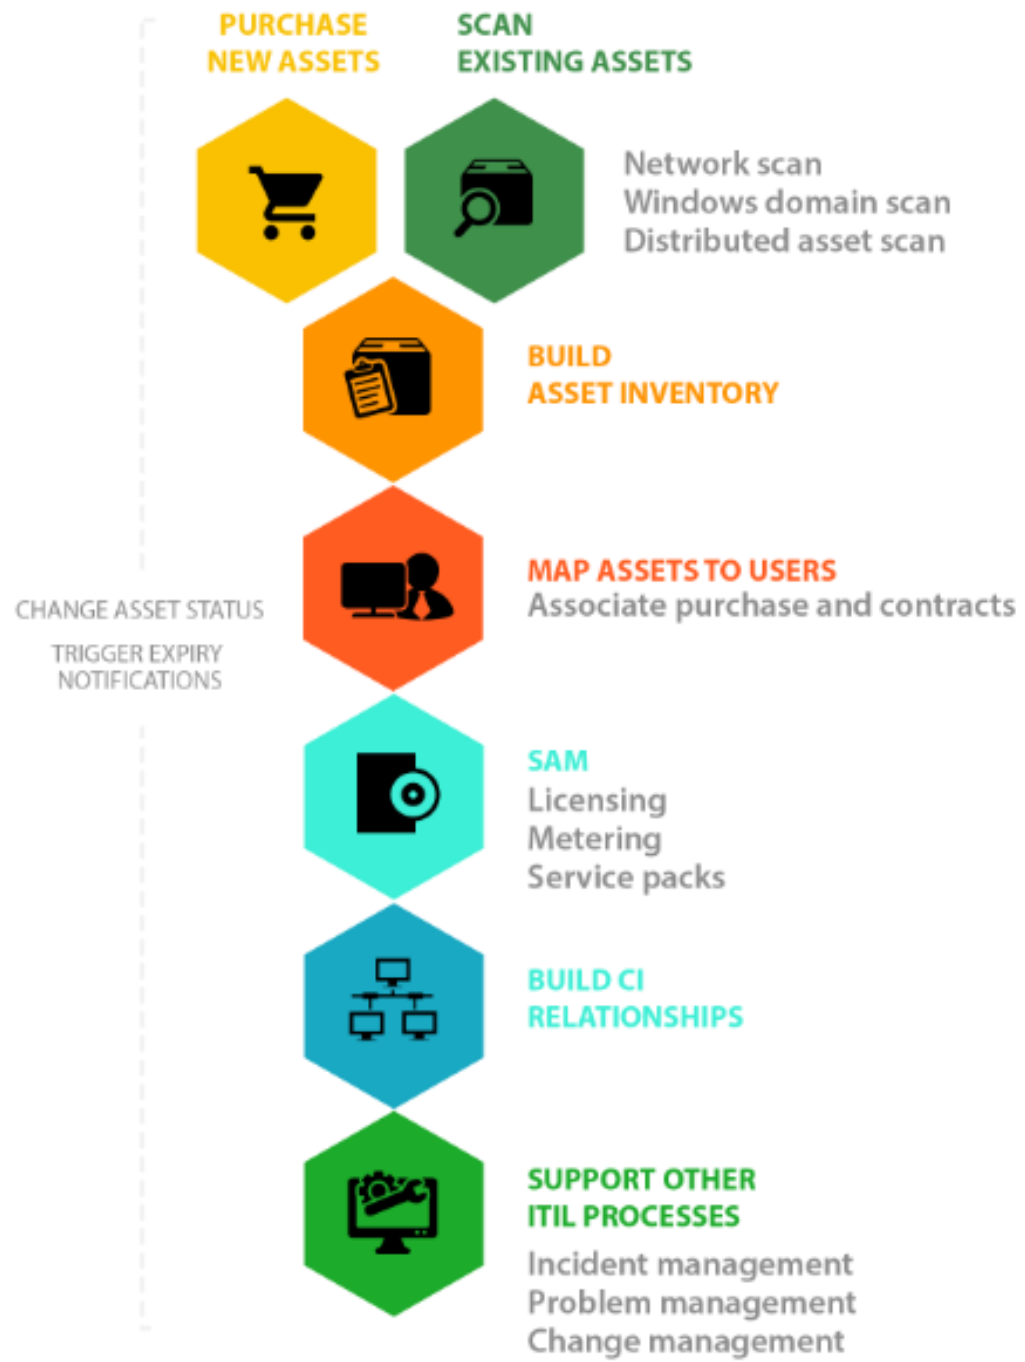 PURCHASE
NEW ASSETS
SCAN
EXISTING ASSETS
Network scan
Windows domain scan
Distributed asset scan
BUILD
ASSET INVENTORY
MAP ASSETS TO USERS
Associate purchase and contracts
CHANGE ASSET STATUS
TRIGGER EXPIRY
NOTIFICATIONS
SAM
Licensing
Metering
Service packs
BUILD CI
RELATIONSHIPS
SUPPORT OTHER
ITIL PROCESSES
Incident management
Problem management
Change management